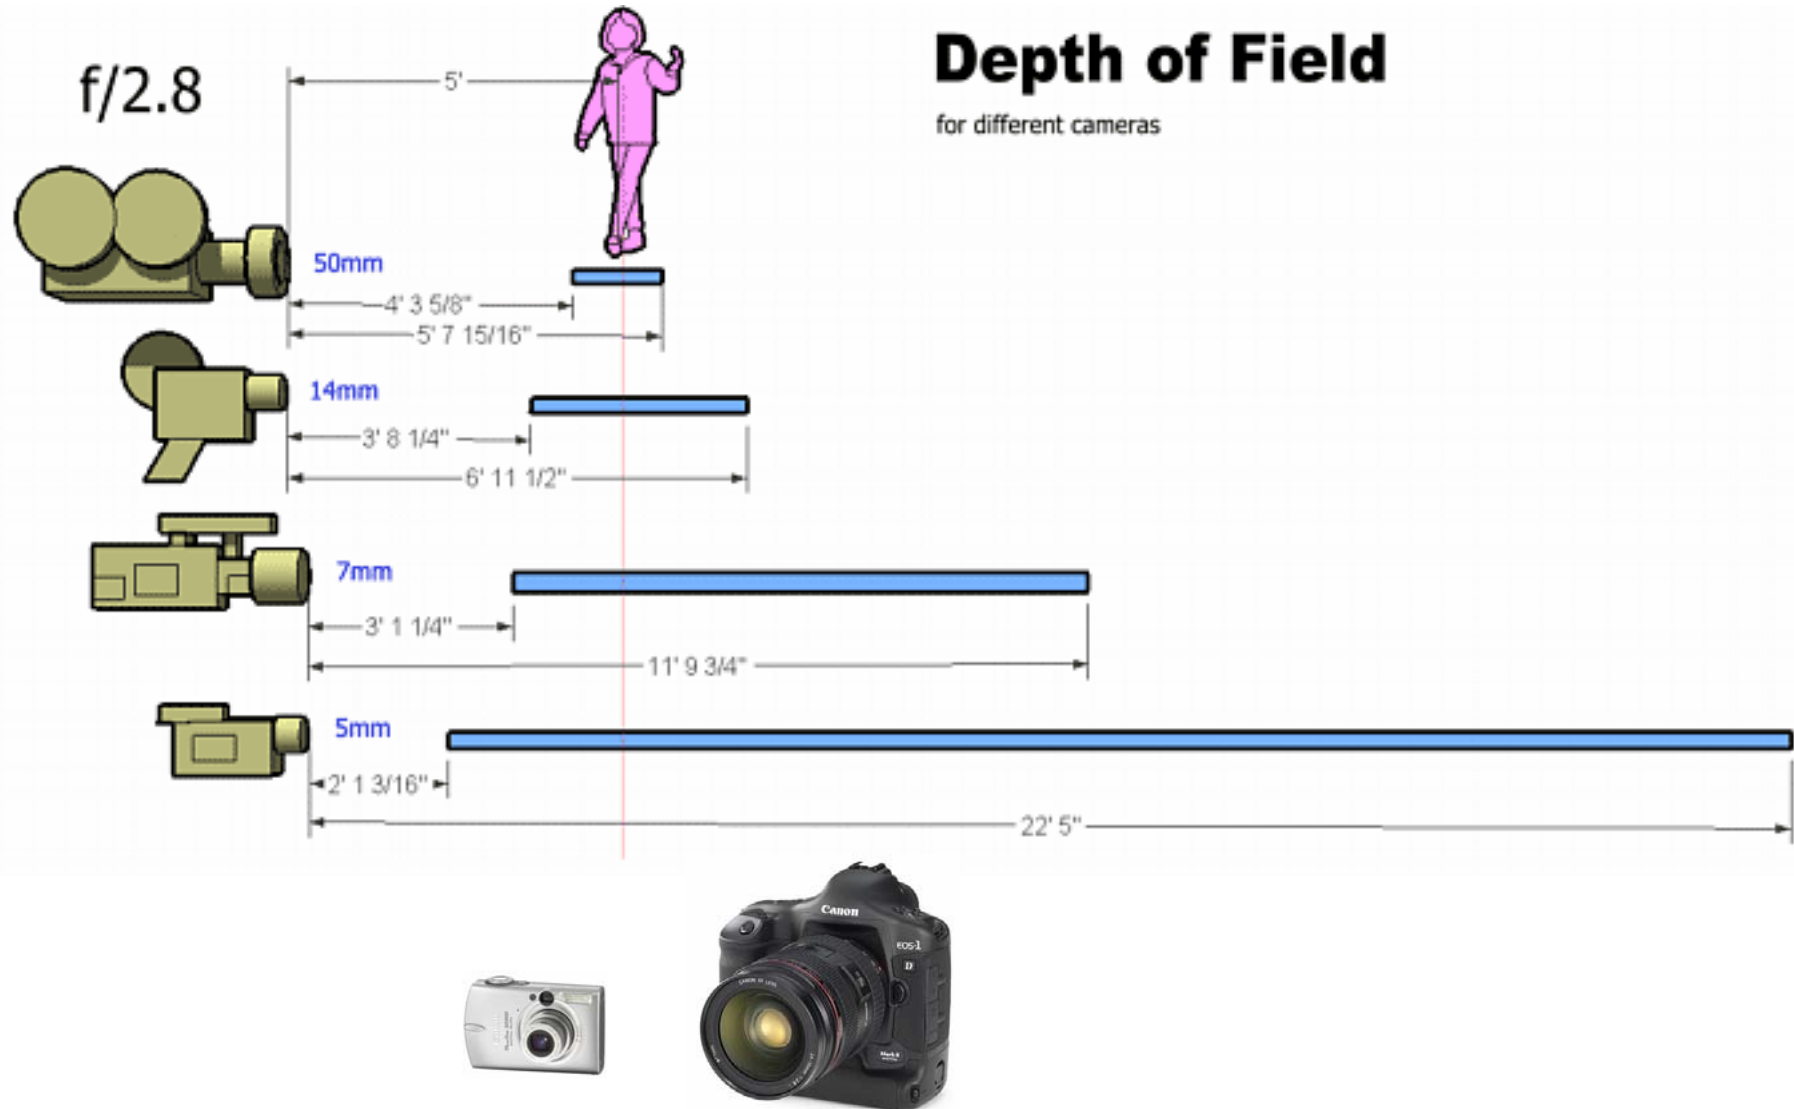 Depth of Field
for different cameras
f/2.8
5'
50mm
4' 3 5/8"
5' 7 15/16"
14mm
3' 8 1/4"
6' 11 1/2"
7mm
3' 1 1/4"
11' 9 3/4"
5mm
2' 1 3/16"
22' 5"
Canon
EOS-1
D
Mark II